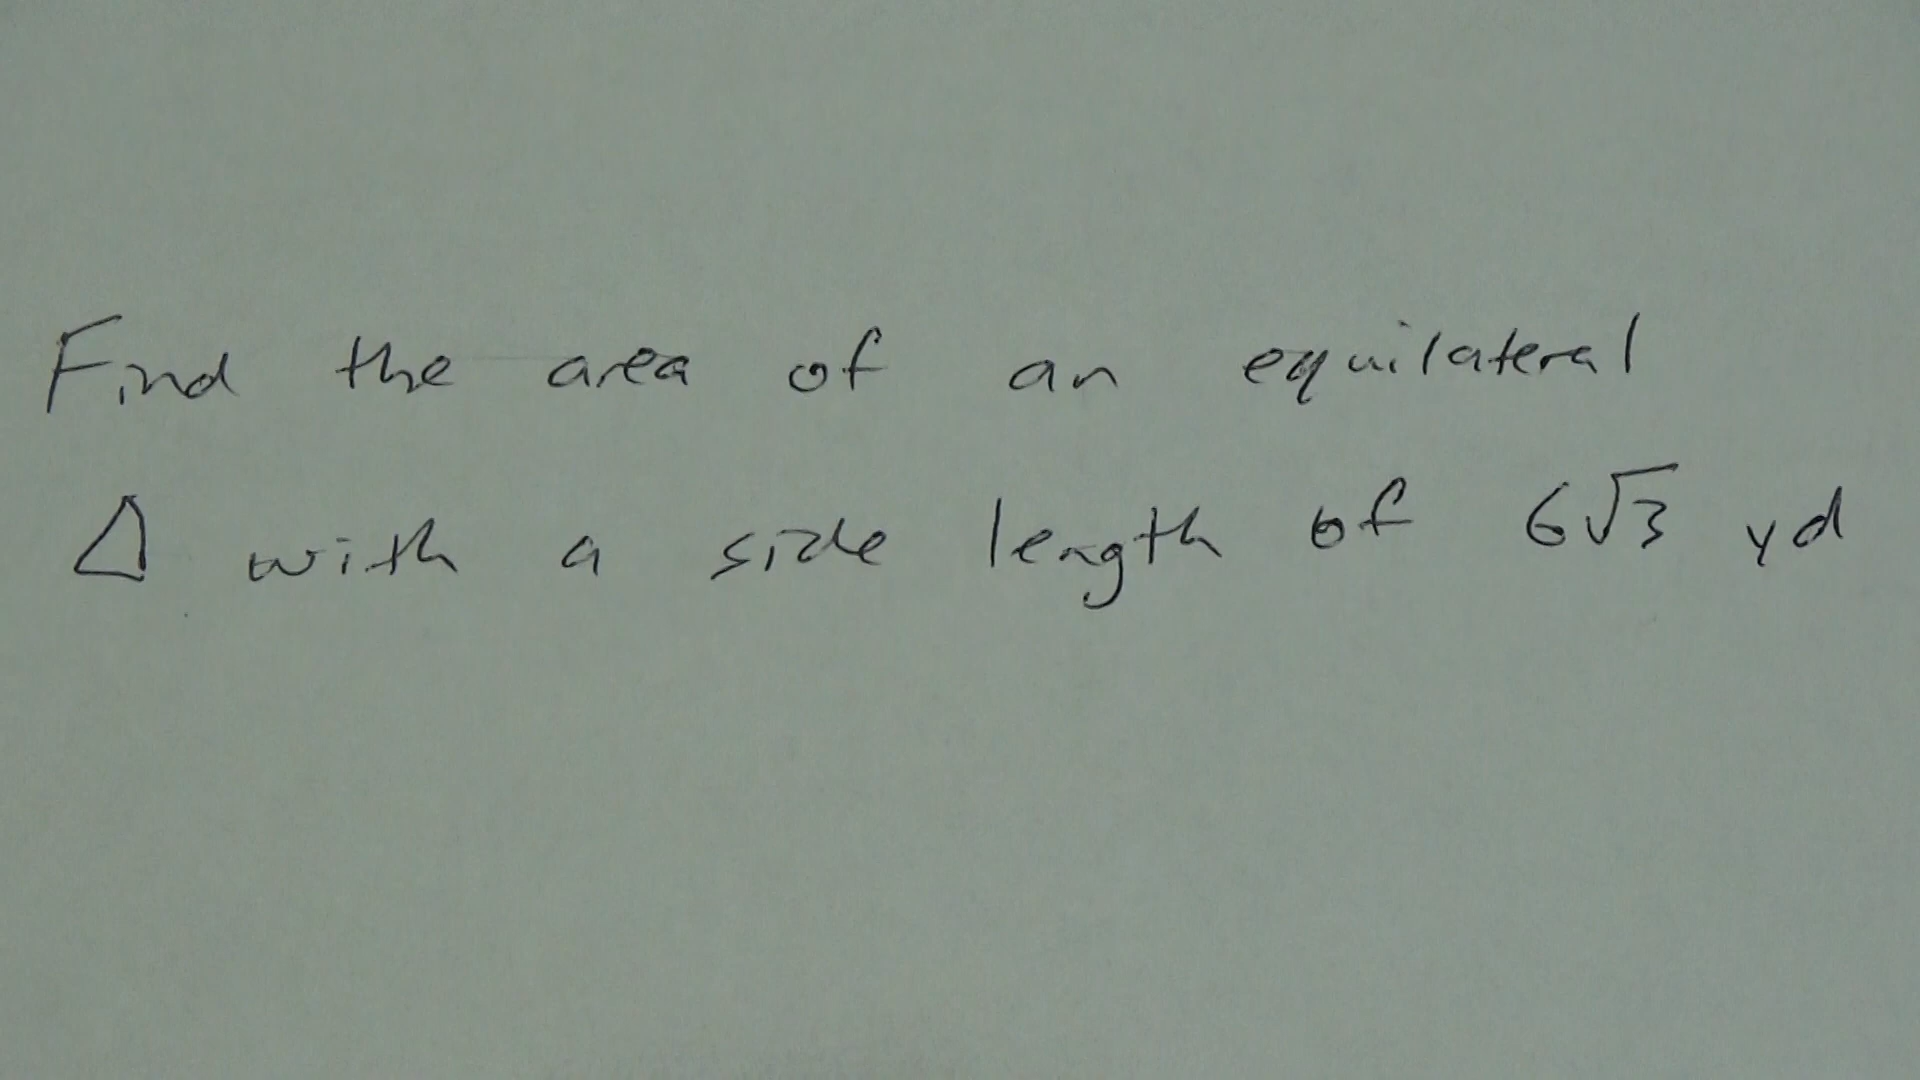 Find the area of an equilateral
Δ with a side length of 6√3 yd